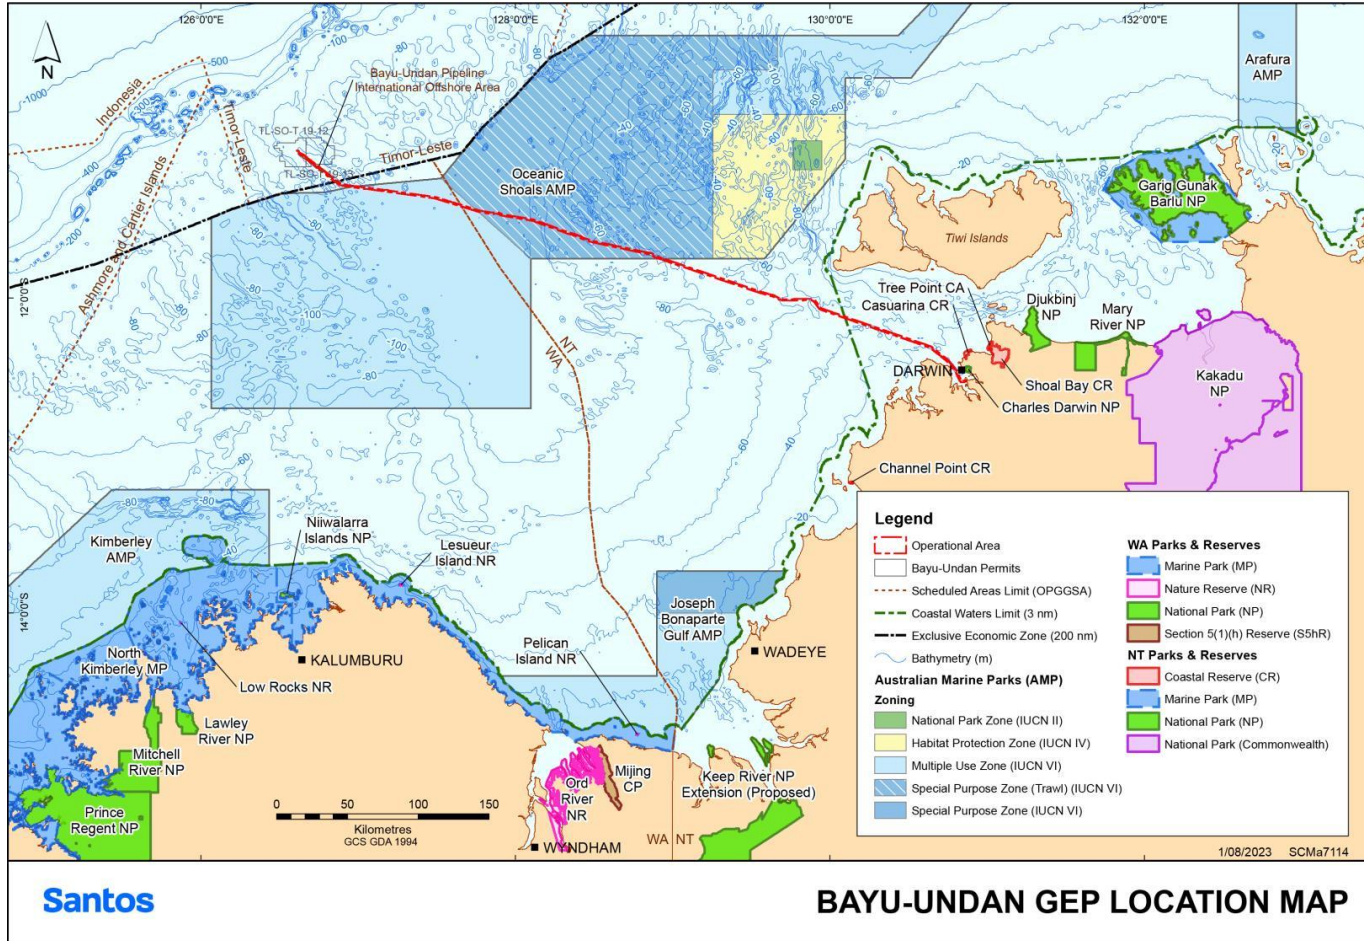 126°0'0"E
128°0'0"E
130°0'0"E
132°0'0"E
12°0'0"S
14°0'0"S
N
Indonesia
Timor-Leste
Ashmore and Cartier Islands
Bayu-Undan Pipeline
International Offshore Area
TL-SO-T 19-12
Timor-Leste
Oceanic
Shoals AMP
Arafura
AMP
Garig Gunak
Barlu NP
Tiwi Islands
Tree Point CA
Casuarina CR
Djukbinj
NP
Mary
River NP
DARWIN
Shoal Bay CR
Charles Darwin NP
Kakadu
NP
NT
WA
Channel Point CR
Kimberley
AMP
Niiwalarra
Islands NP
Lesueur
Island NR
Joseph
Bonaparte
Gulf AMP
Pelican
Island NR
WADEYE
North
Kimberley MP
KALUMBURU
Low Rocks NR
Lawley
River NP
Mitchell
River NP
Prince
Regent NP
Ord
River
NR
Mijing
CP
Keep River NP
Extension (Proposed)
WYNDHAM
WA NT
0 50 100 150
Kilometres
GCS GDA 1994
Legend
Operational Area
Bayu-Undan Permits
Scheduled Areas Limit (OPGGSA)
Coastal Waters Limit (3 nm)
Exclusive Economic Zone (200 nm)
Bathymetry (m)
Australian Marine Parks (AMP)
Zoning
National Park Zone (IUCN II)
Habitat Protection Zone (IUCN IV)
Multiple Use Zone (IUCN VI)
Special Purpose Zone (Trawl) (IUCN VI)
Special Purpose Zone (IUCN VI)
WA Parks & Reserves
Marine Park (MP)
Nature Reserve (NR)
National Park (NP)
Section 5(1)(h) Reserve (S5hR)
NT Parks & Reserves
Coastal Reserve (CR)
Marine Park (MP)
National Park (NP)
National Park (Commonwealth)
1/08/2023 SCMa7114
Santos
BAYU-UNDAN GEP LOCATION MAP